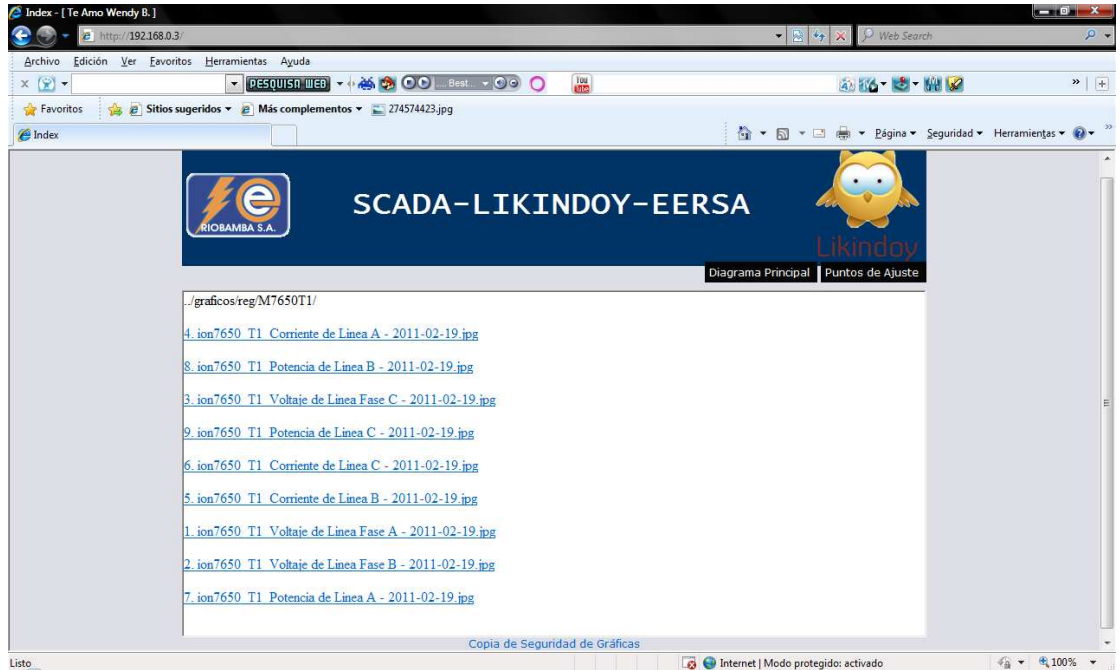 Index - [ Te Amo Wendy B. ]
http://192.168.0.3/
Web Search
Archivo Edición Ver Favoritos Herramientas Ayuda
PESQUISA WEB Best... You Tube »
Favoritos Sitios sugeridos Más complementos 274574423.jpg
Index Página Seguridad Herramientas »
e
RIOBAMBA S.A.
SCADA-LIKINDOY-EERSA
Likindoy
Diagrama Principal Puntos de Ajuste
../graficos/reg/M7650T1/
4. ion7650 T1 Corriente de Linea A - 2011-02-19.jpg
8. ion7650 T1 Potencia de Linea B - 2011-02-19.jpg
3. ion7650 T1 Voltaje de Linea Fase C - 2011-02-19.jpg
9. ion7650 T1 Potencia de Linea C - 2011-02-19.jpg
6. ion7650 T1 Corriente de Linea C - 2011-02-19.jpg
5. ion7650 T1 Corriente de Linea B - 2011-02-19.jpg
1. ion7650 T1 Voltaje de Linea Fase A - 2011-02-19.jpg
2. ion7650 T1 Voltaje de Linea Fase B - 2011-02-19.jpg
7. ion7650 T1 Potencia de Linea A - 2011-02-19.jpg
Copia de Seguridad de Gráficas
Listo Internet | Modo protegido: activado 100%